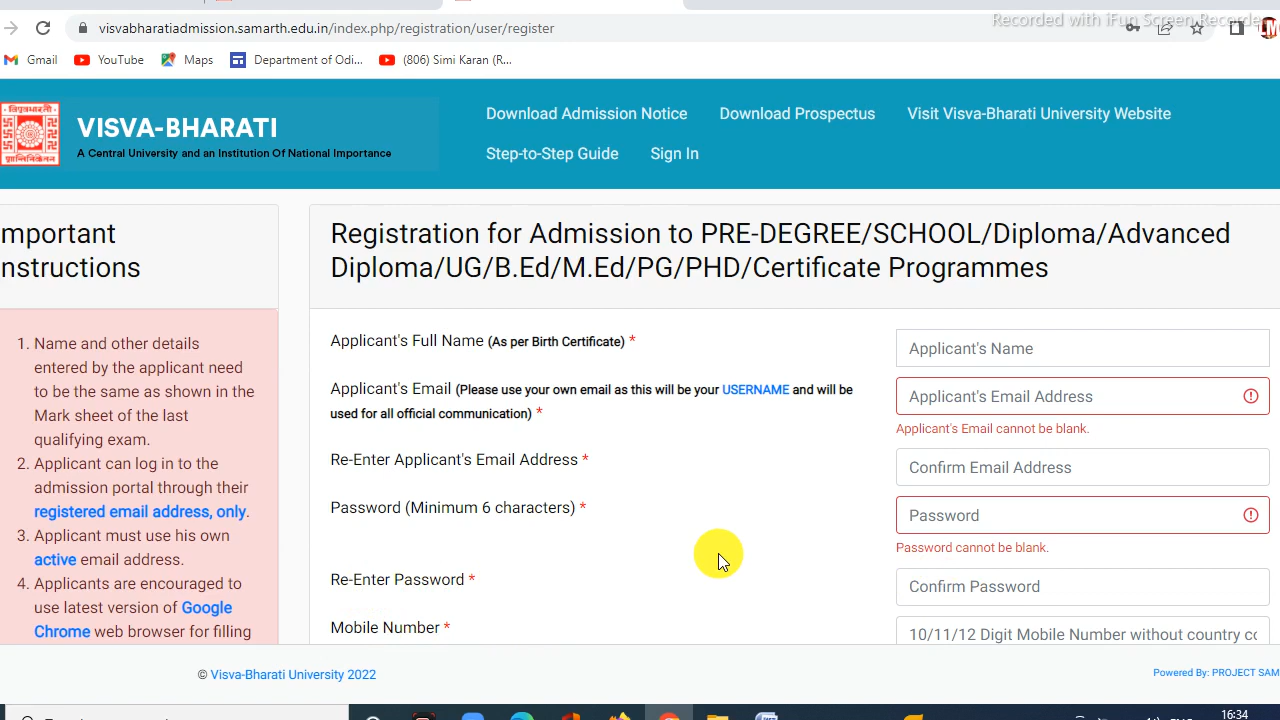 Recorded with iFun Screen Recorde
visvabharatiadmission.samarth.edu.in/index.php/registration/user/register
Gmail YouTube Maps Department of Odi... (806) Simi Karan (R...
विश्वभारती
VISVA-BHARATI
A Central University and an Institution Of National Importance
Download Admission Notice Download Prospectus Visit Visva-Bharati University Website
Step-to-Step Guide Sign In
mportant
nstructions
1. Name and other details
entered by the applicant need
to be the same as shown in the
Mark sheet of the last
qualifying exam.
2. Applicant can log in to the
admission portal through their
registered email address, only.
3. Applicant must use his own
active email address.
4. Applicants are encouraged to
use latest version of Google
Chrome web browser for filling
Registration for Admission to PRE-DEGREE/SCHOOL/Diploma/Advanced
Diploma/UG/B.Ed/M.Ed/PG/PHD/Certificate Programmes
Applicant's Full Name (As per Birth Certificate) *
Applicant's Name
Applicant's Email (Please use your own email as this will be your USERNAME and will be
used for all official communication) *
Applicant's Email Address
Applicant's Email cannot be blank.
Re-Enter Applicant's Email Address *
Confirm Email Address
Password (Minimum 6 characters) *
Password
Password cannot be blank.
Re-Enter Password *
Confirm Password
Mobile Number *
10/11/12 Digit Mobile Number without country cc
© Visva-Bharati University 2022
Powered By: PROJECT SAM
16:34